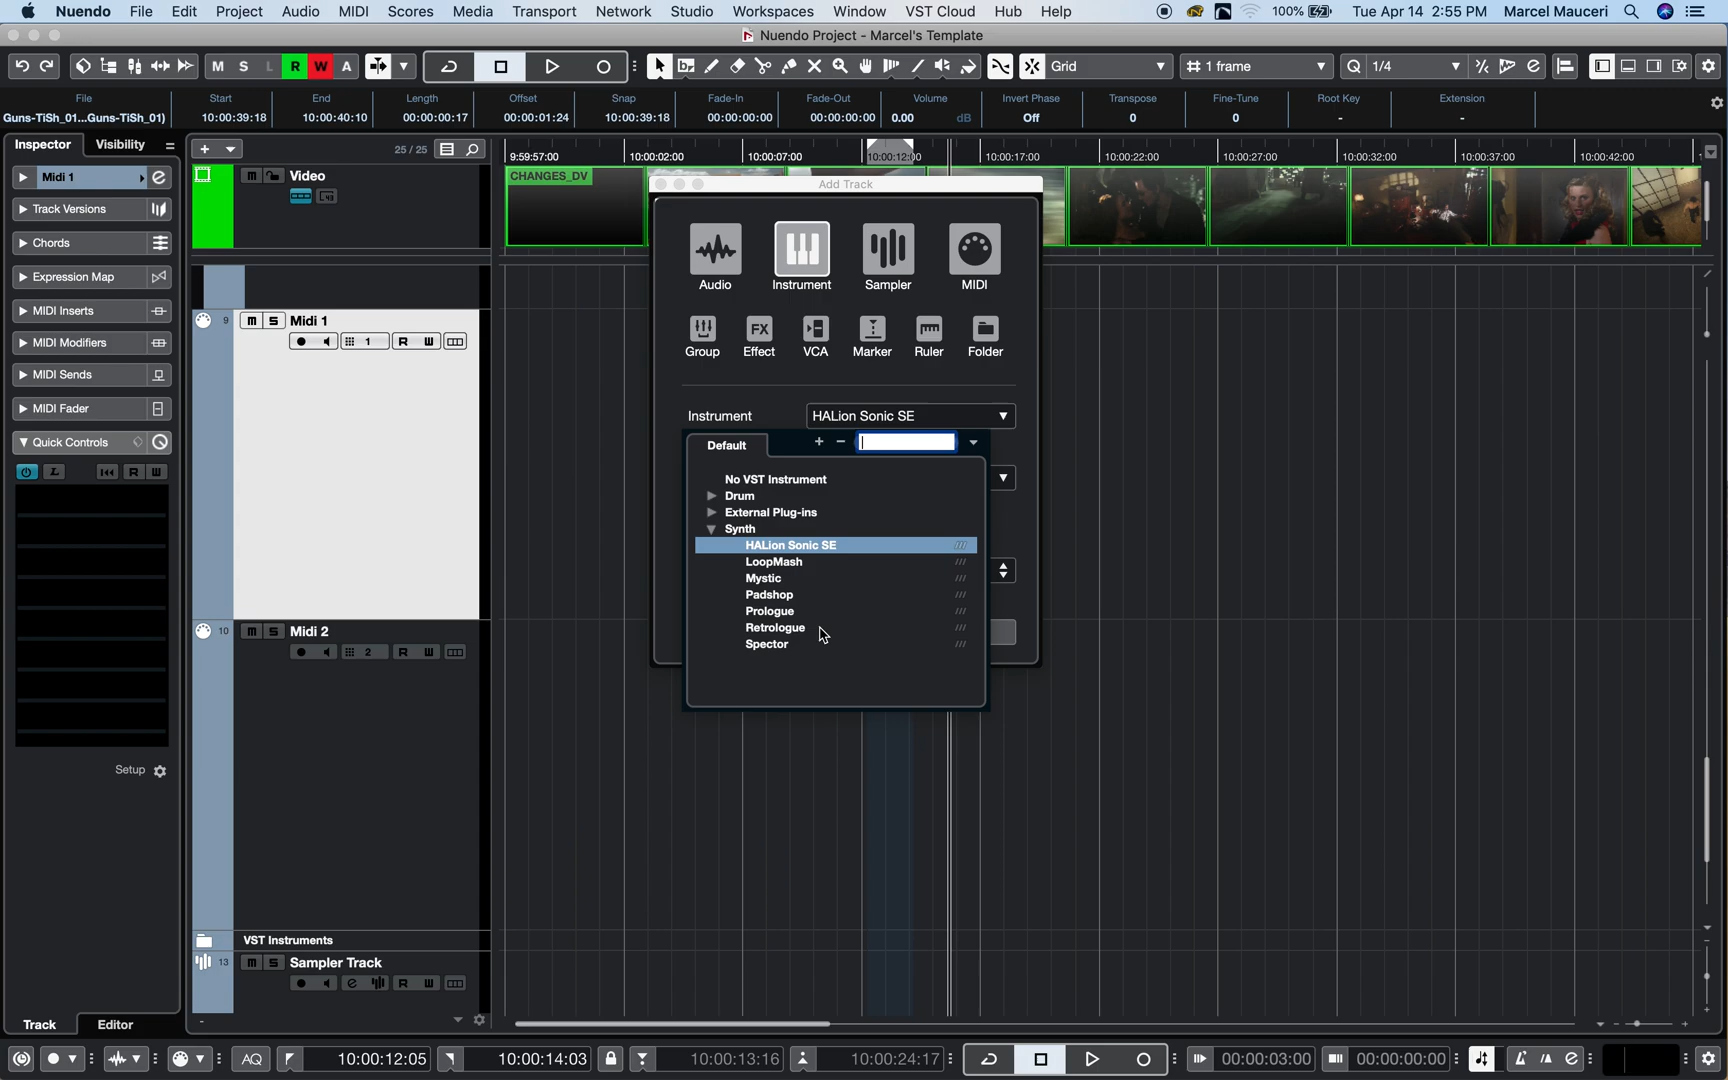 Nuendo File Edit Project Audio MIDI Scores Media Transport Network Studio Workspaces Window VST Cloud Hub Help 100% Tue Apr 14 2:55 PM Marcel Mauceri
Nuendo Project - Marcel's Template
M S L R W A Grid 1 frame Q 1/4
File Start End Length Offset Snap Fade-In Fade-Out Volume Invert Phase Transpose Fine-Tune Root Key Extension
Guns-TiSh_01...Guns-TiSh_01) 10:00:39:18 10:00:40:10 00:00:00:17 00:00:01:24 10:00:39:18 00:00:00:00 00:00:00:00 0.00 dB Off 0 0 - -
Inspector Visibility
25 / 25
9:59:57:00 10:00:02:00 10:00:07:00 10:00:12:00 10:00:17:00 10:00:22:00 10:00:27:00 10:00:32:00 10:00:37:00 10:00:42:00
Midi 1
Track Versions
Chords
Expression Map
MIDI Inserts
MIDI Modifiers
MIDI Sends
MIDI Fader
Quick Controls
R W
Setup
Track Editor
m Video
CHANGES_DV
9 m S Midi 1
1 R W
10 m S Midi 2
2 R W
VST Instruments
13 m S Sampler Track
e R W
Add Track
Audio Instrument Sampler MIDI
FX
Group Effect VCA Marker Ruler Folder
Instrument HALion Sonic SE
Default + -
No VST Instrument
Drum
External Plug-ins
Synth
HALion Sonic SE
LoopMash
Mystic
Padshop
Prologue
Retrologue
Spector
AQ 10:00:12:05 10:00:14:03 10:00:13:16 10:00:24:17 00:00:03:00 00:00:00:00